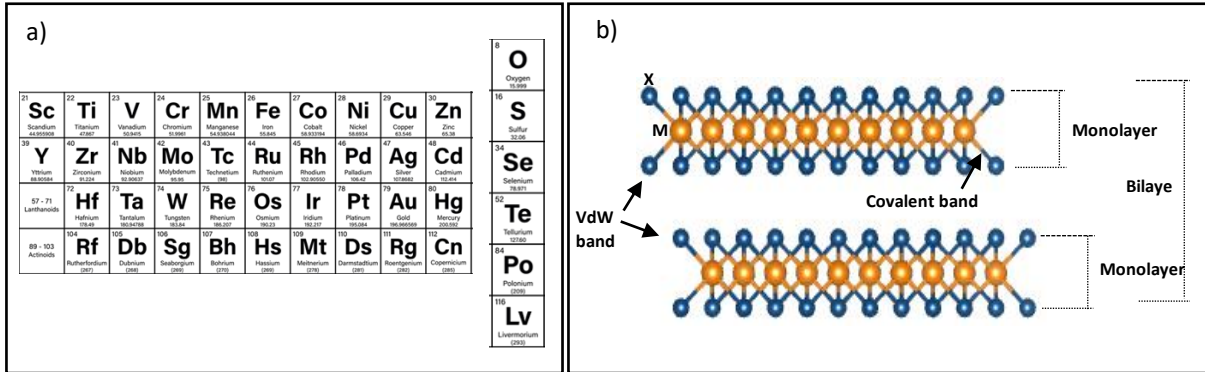 a)
8
O
Oxygen
15.999
16
S
Sulfur
32.06
34
Se
Selenium
78.971
52
Te
Tellurium
127.60
84
Po
Polonium
(209)
116
Lv
Livermorium
(293)
21 22 23 24 25 26 27 28 29 30
Sc Ti V Cr Mn Fe Co Ni Cu Zn
Scandium Titanium Vanadium Chromium Manganese Iron Cobalt Nickel Copper Zinc
44.955908 47.867 50.9415 51.9961 54.938044 55.845 58.933194 58.6934 63.546 65.38
39 40 41 42 43 44 45 46 47 48
Y Zr Nb Mo Tc Ru Rh Pd Ag Cd
Yttrium Zirconium Niobium Molybdenum Technetium Ruthenium Rhodium Palladium Silver Cadmium
88.90584 91.224 92.90637 95.95 (98) 101.07 102.90550 106.42 107.8682 112.414
57 - 71
Lanthanoids
72 73 74 75 76 77 78 79 80
Hf Ta W Re Os Ir Pt Au Hg
Hafnium Tantalum Tungsten Rhenium Osmium Iridium Platinum Gold Mercury
178.49 180.94788 183.84 186.207 190.23 192.217 195.084 196.966569 200.592
89 - 103
Actinoids
104 105 106 107 108 109 110 111 112
Rf Db Sg Bh Hs Mt Ds Rg Cn
Rutherfordium Dubnium Seaborgium Bohrium Hassium Meitnerium Darmstadtium Roentgenium Copernicium
(267) (268) (269) (270) (269) (278) (281) (282) (285)
b)
X
M
Monolayer
Covalent band
Bilaye
VdW
band
Monolayer